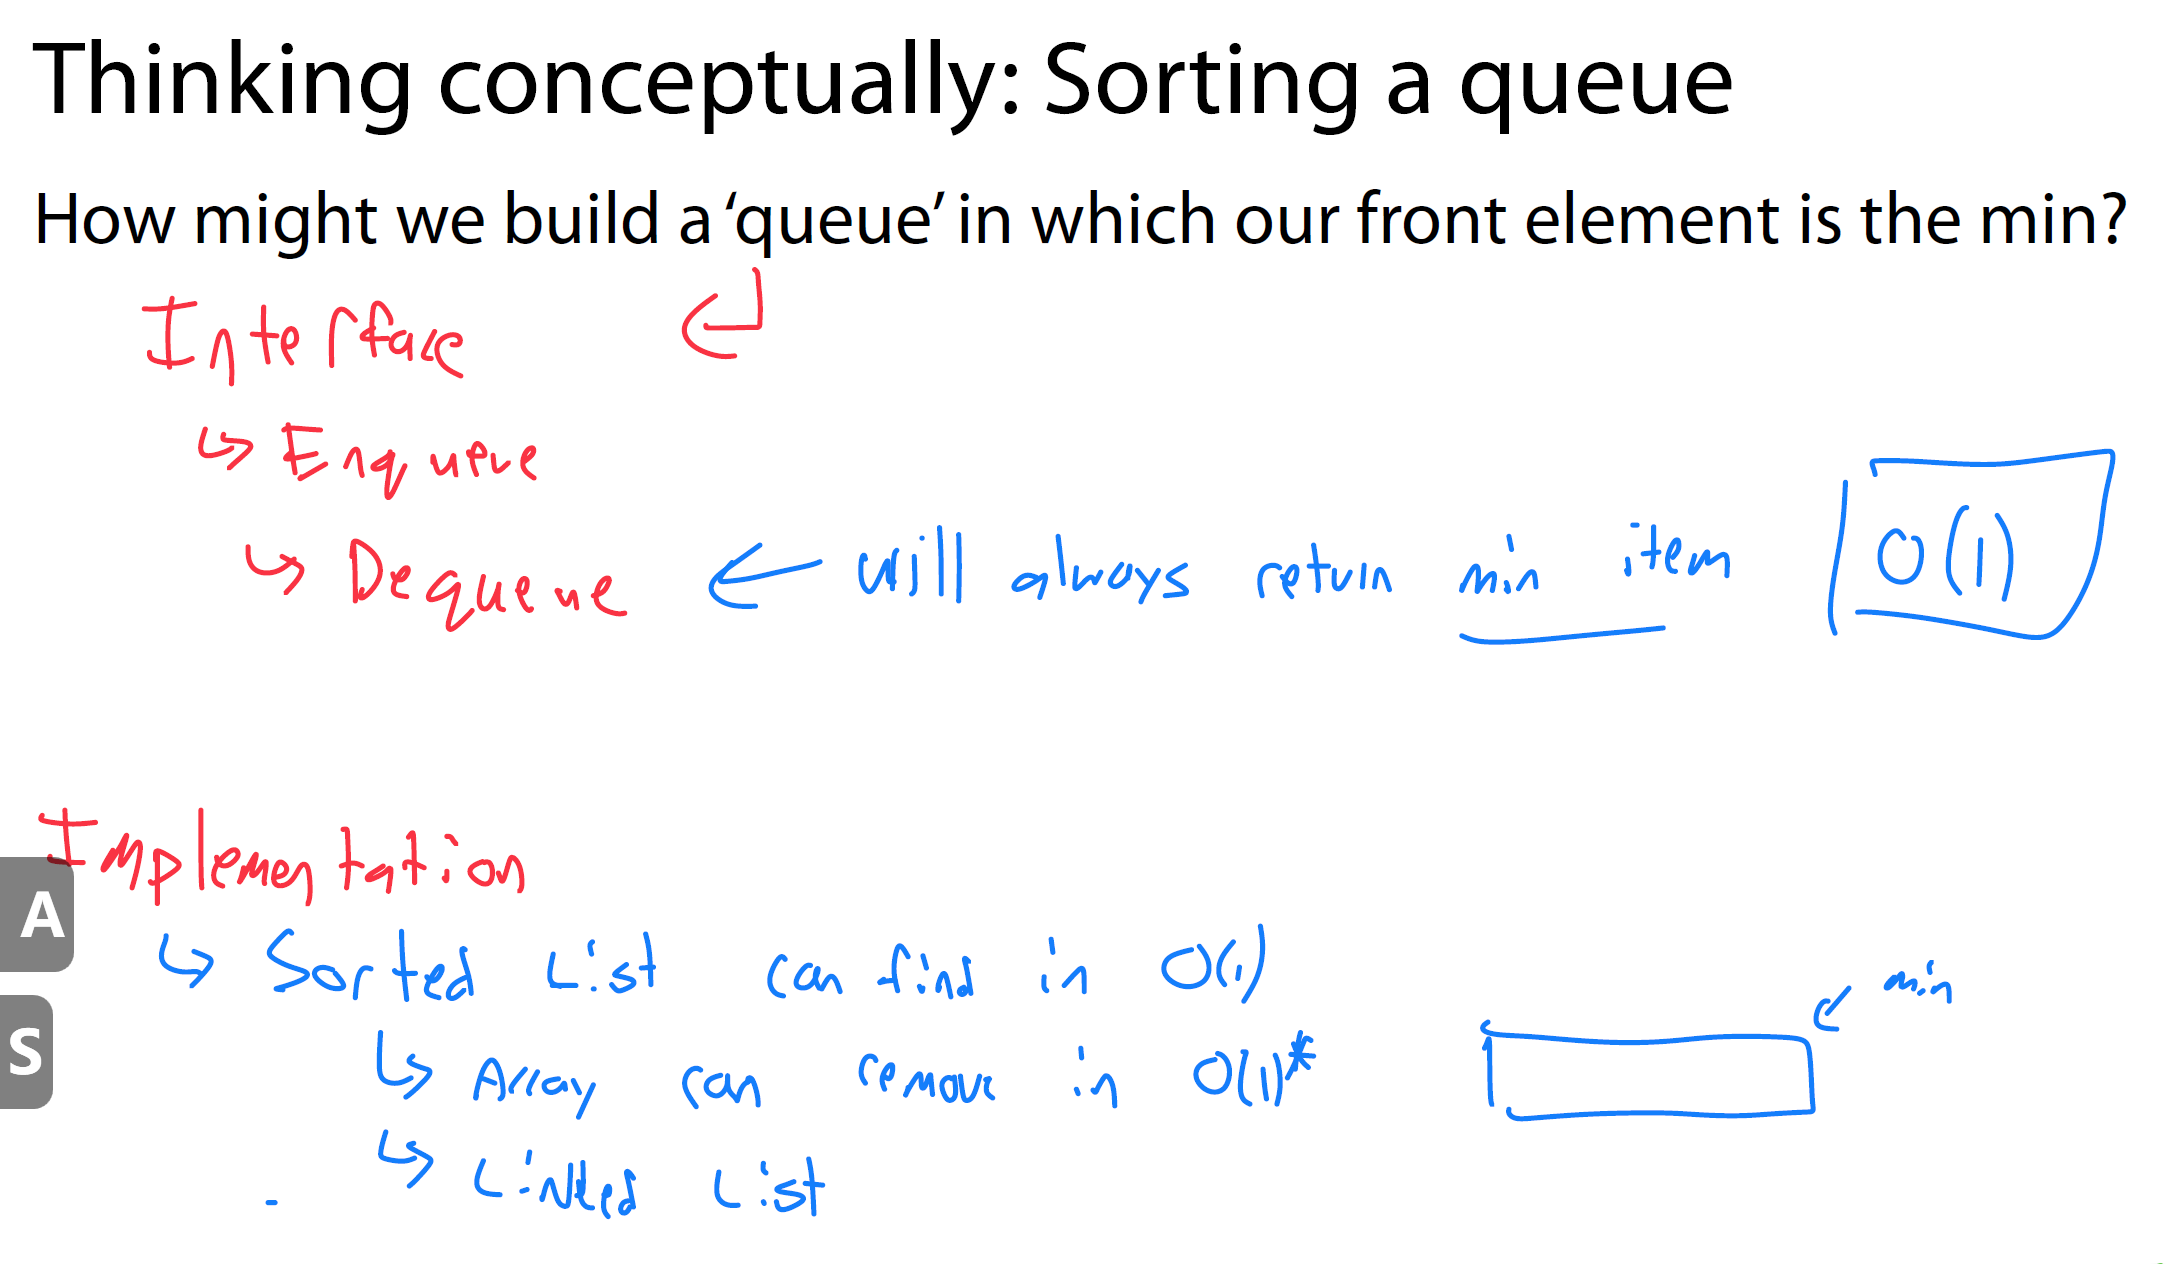 Thinking conceptually: Sorting a queue
How might we build a ‘queue’ in which our front element is the min?
Interface
↳ Enqueue
↳ Dequeue ← will always return min item O(1)
Implementation
A
↳ Sorted List can find in O(1)
min
S
↳ Array can remove in O(1)*
↳ Linked List